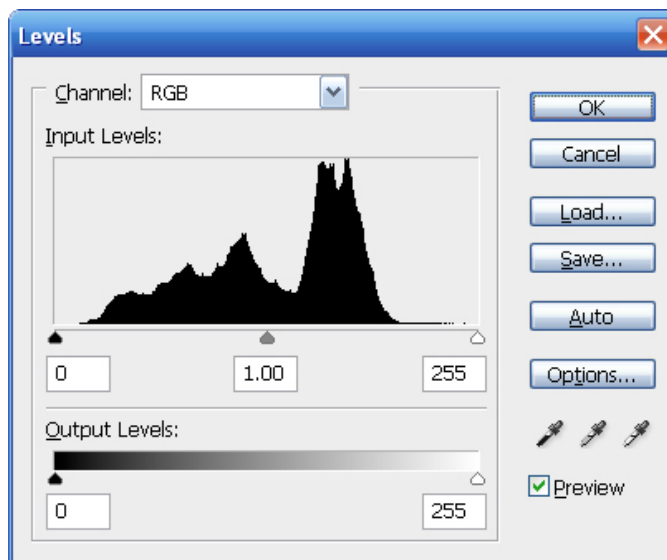 Levels
Channel: RGB
Input Levels:
0 1.00 255
Output Levels:
0 255
OK
Cancel
Load...
Save...
Auto
Options...
Preview